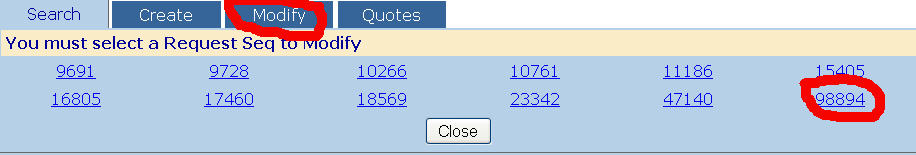 Search Create Modify Quotes
You must select a Request Seq to Modify
9691 9728 10266 10761 11186 15405
16805 17460 18569 23342 47140 98894
Close